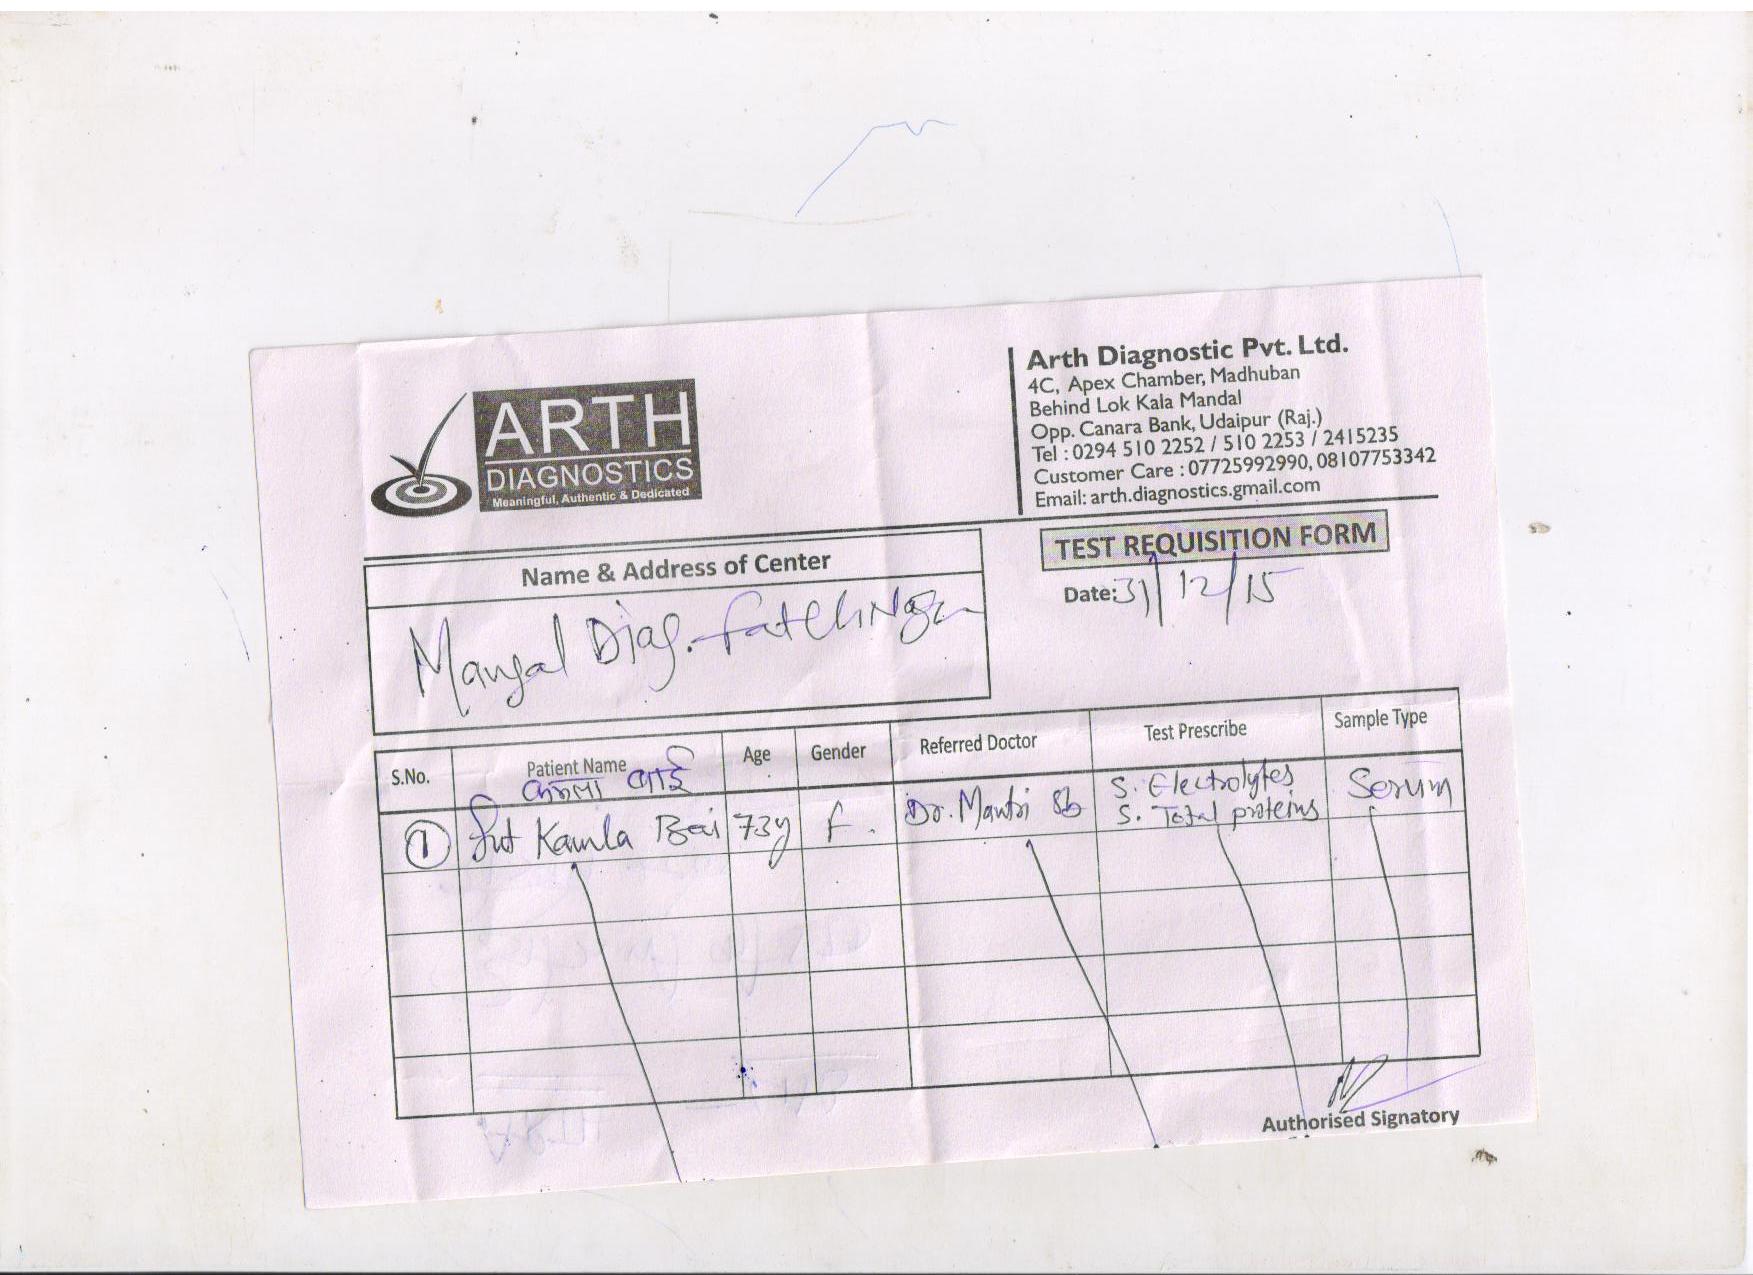 ARTH
DIAGNOSTICS
Meaningful, Authentic & Dedicated
Arth Diagnostic Pvt. Ltd.
4C, Apex Chamber, Madhuban
Behind Lok Kala Mandal
Opp. Canara Bank, Udaipur (Raj.)
Tel : 0294 510 2252 / 510 2253 / 2415235
Customer Care : 07725992990, 08107753342
Email: arth.diagnostics.gmail.com
TEST REQUISITION FORM
Date: 31/12/15
Name & Address of Center
Mangal Diag. Fatehnagar
S.No. Patient Name Age Gender Referred Doctor Test Prescribe Sample Type
कमला बाई
1 Smt Kamla Bai 73y F. Dr. Mantri Sb S. Electrolytes Serum
S. Total proteins
Authorised Signatory